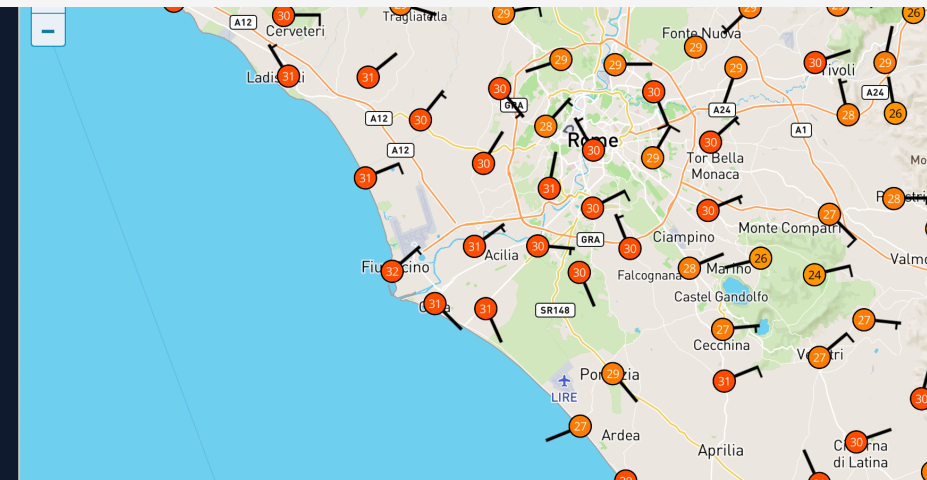 26
29
30
A12
Tragliatella
29
Cerveteri
Fonte Nuova
29
29
29
29
30
Tivoli
29
31
31
30
30
A24
28
26
GRA
A24
A12
30
28
A1
Rome
30
30
29
Tor Bella
Monaca
A12
30
31
31
28
30
30
27
Monte Compatri
GRA
Ciampino
31
Acilia
30
30
26
Valmo
Fiumicino
32
30
Falcognana
28
Marino
24
Castel Gandolfo
31
31
SR148
27
27
Cecchina
27
29
31
LIRE
30
27
Ardea
30
Aprilia
di Latina